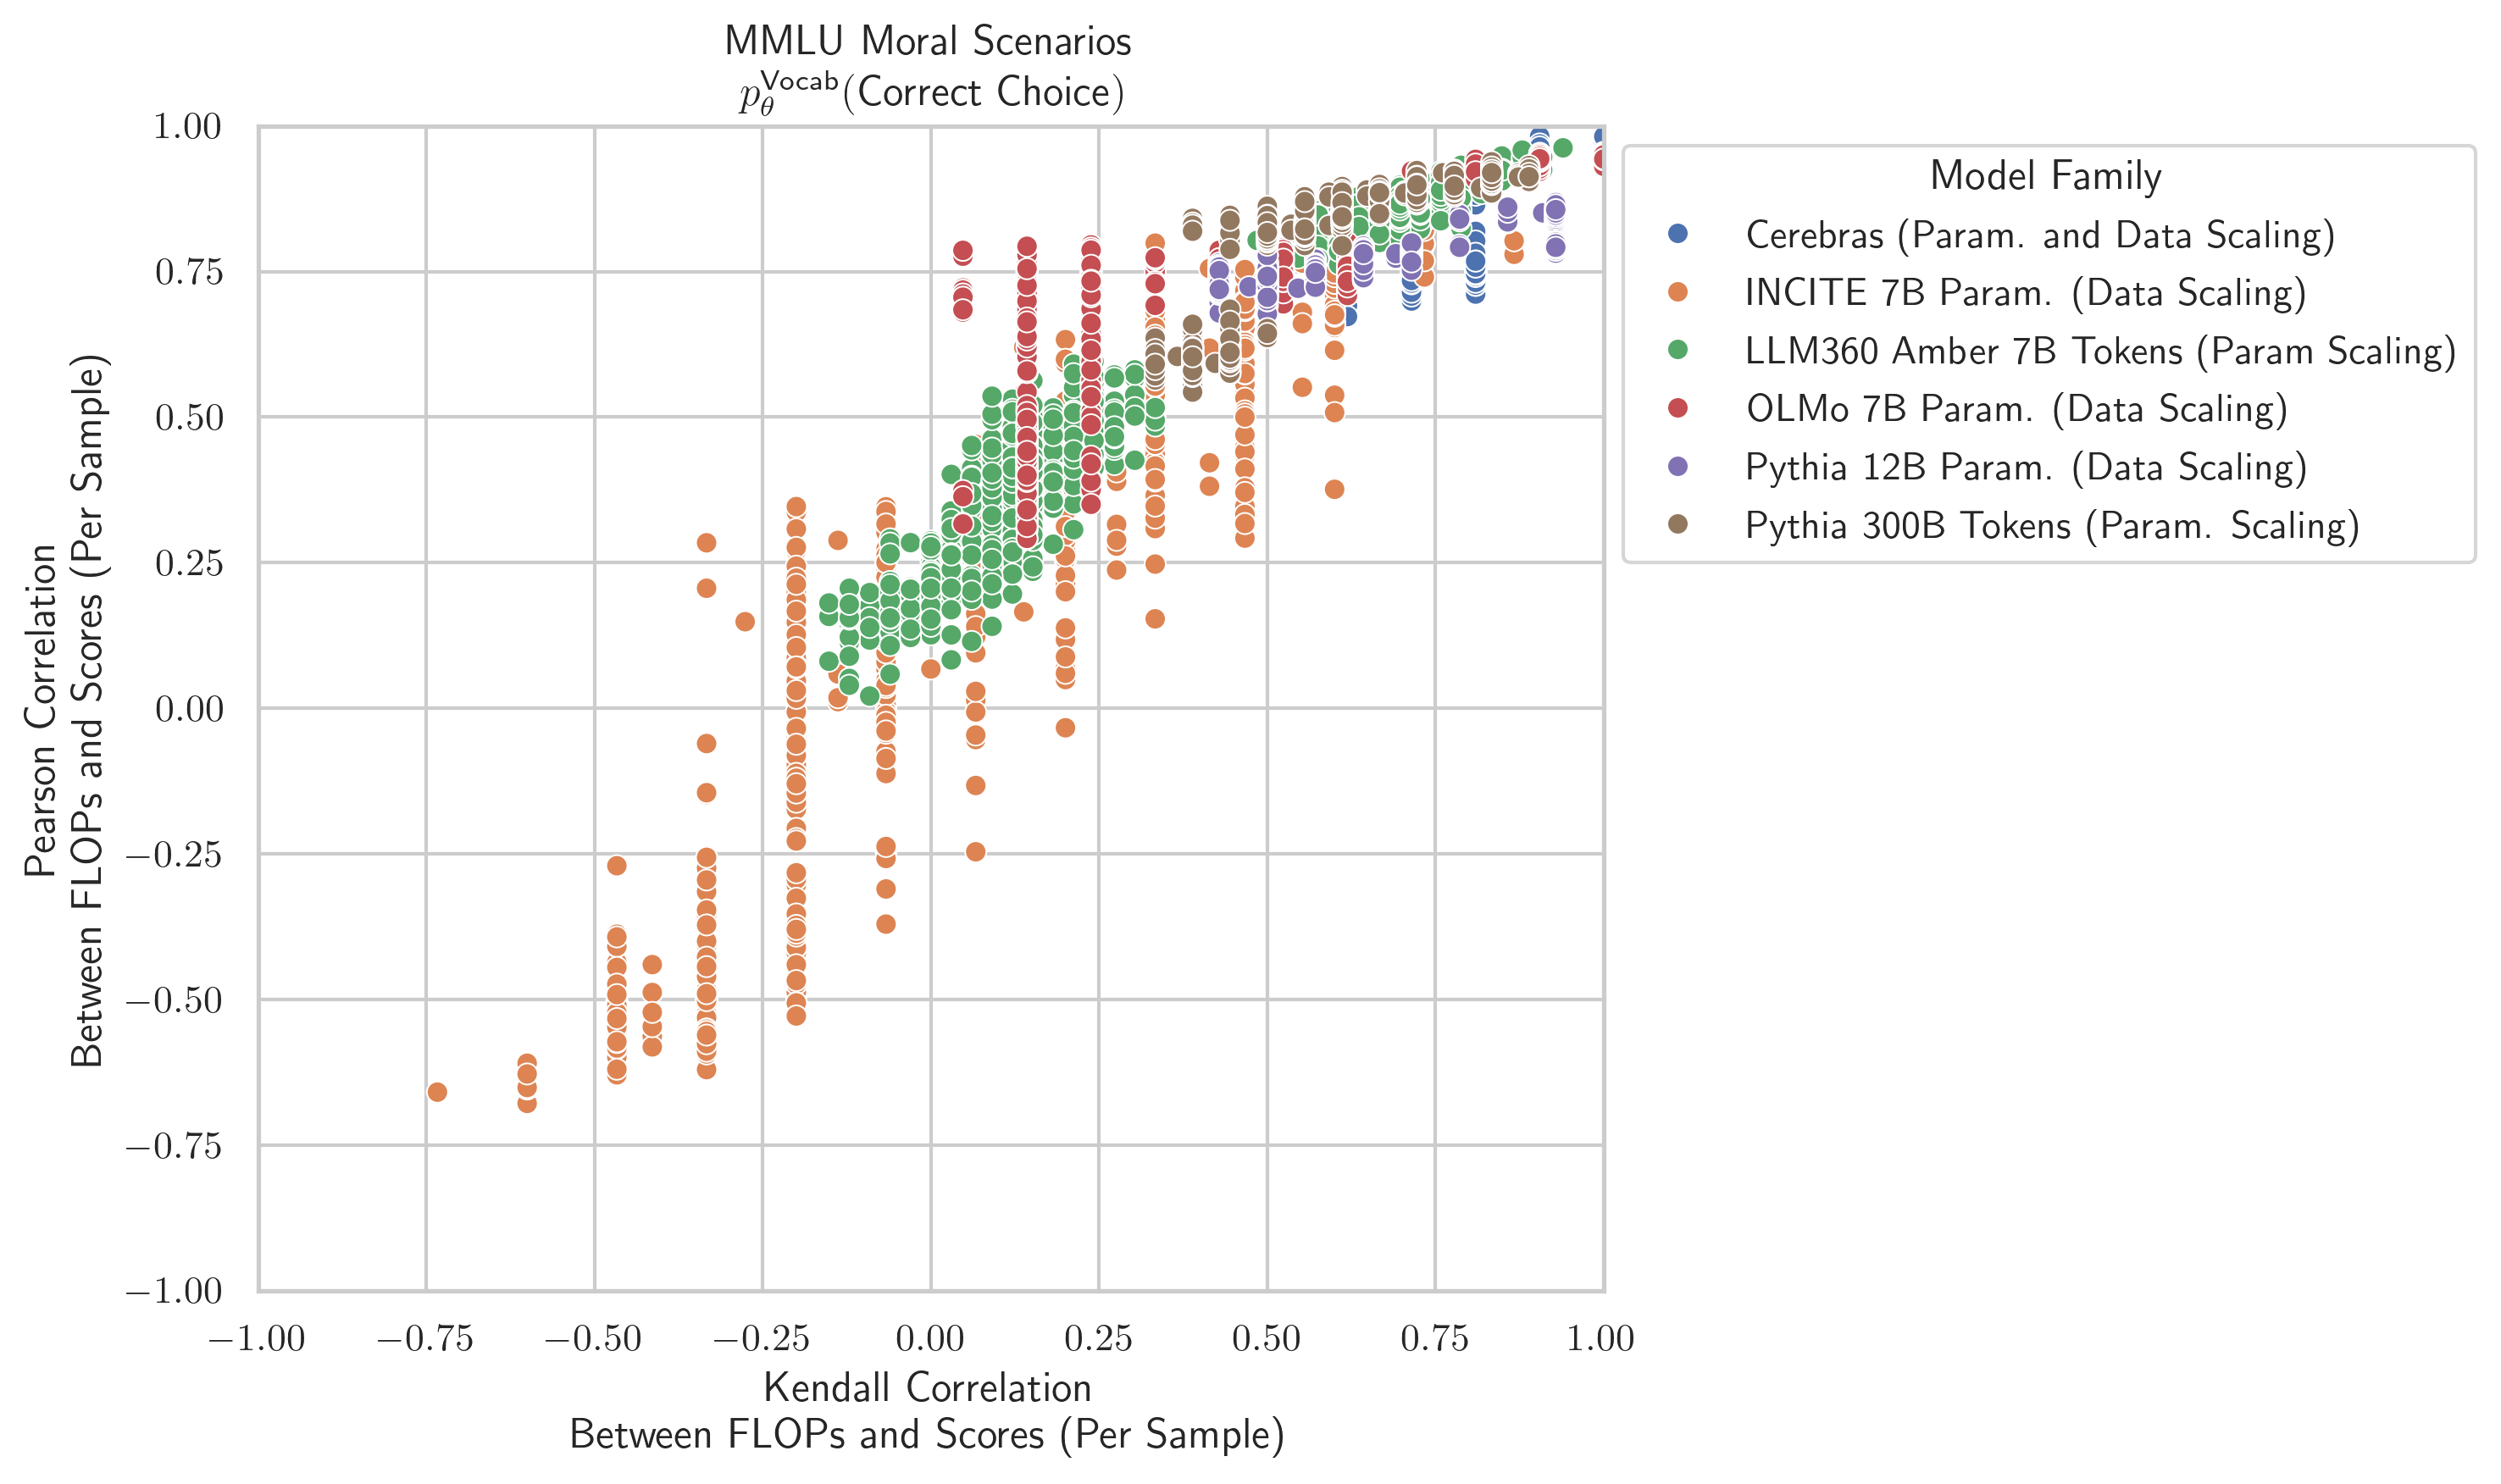 MMLU Moral Scenarios
p_θ^Vocab(Correct Choice)
1.00
0.75
0.50
0.25
0.00
−0.25
−0.50
−0.75
−1.00
Pearson Correlation
Between FLOPs and Scores (Per Sample)
−1.00 −0.75 −0.50 −0.25 0.00 0.25 0.50 0.75 1.00
Kendall Correlation
Between FLOPs and Scores (Per Sample)
Model Family
Cerebras (Param. and Data Scaling)
INCITE 7B Param. (Data Scaling)
LLM360 Amber 7B Tokens (Param Scaling)
OLMo 7B Param. (Data Scaling)
Pythia 12B Param. (Data Scaling)
Pythia 300B Tokens (Param. Scaling)